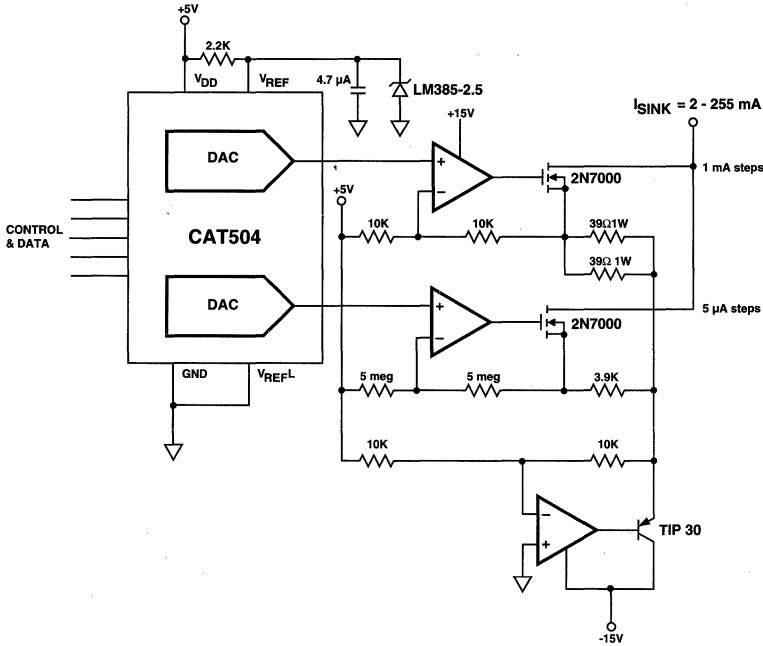 +5V
2.2K
VDD
VREF
4.7 µA
LM385-2.5
+15V
ISINK = 2 - 255 mA
DAC
+
−
2N7000
1 mA steps
+5V
10K
10K
39Ω1W
39Ω 1W
CONTROL
& DATA
CAT504
DAC
+
−
2N7000
5 µA steps
GND
VREFL
5 meg
5 meg
3.9K
10K
10K
−
+
TIP 30
-15V